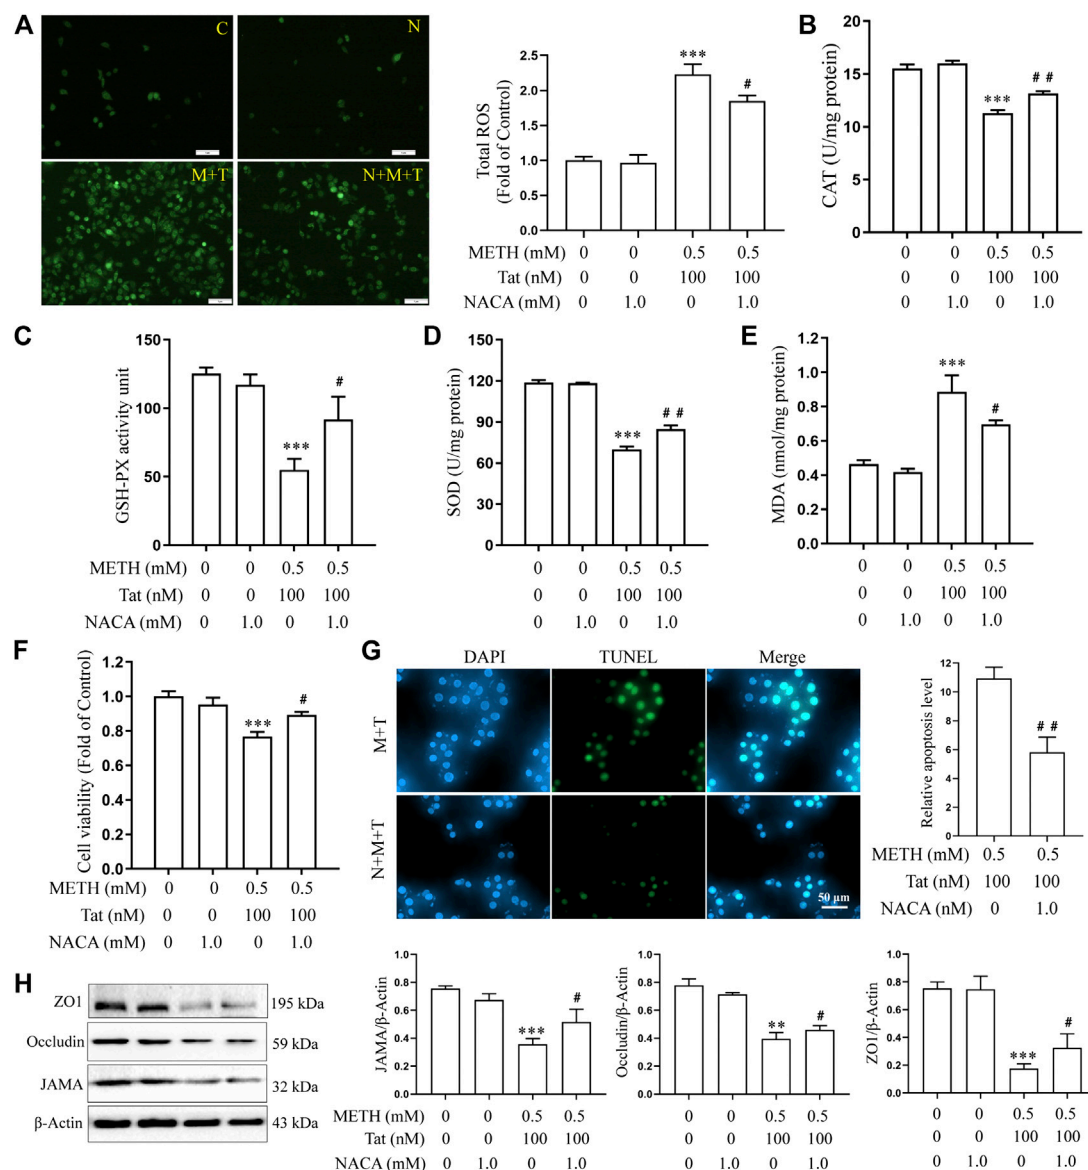 A
C
N
M+T
N+M+T
Total ROS
(Fold of Control)
2.5
2.0
1.5
1.0
0.5
0.0
***
#
METH (mM) 0 0 0.5 0.5
Tat (nM) 0 0 100 100
NACA (mM) 0 1.0 0 1.0
B
CAT (U/mg protein)
20
15
10
5
0
***
# #
0 0 0.5 0.5
0 0 100 100
0 1.0 0 1.0
C
GSH-PX activity unit
150
100
50
0
***
#
METH (mM) 0 0 0.5 0.5
Tat (nM) 0 0 100 100
NACA (mM) 0 1.0 0 1.0
D
SOD (U/mg protein)
150
120
90
60
30
0
***
# #
0 0 0.5 0.5
0 0 100 100
0 1.0 0 1.0
E
MDA (nmol/mg protein)
1.2
1.0
0.8
0.6
0.4
0.2
0.0
***
#
0 0 0.5 0.5
0 0 100 100
0 1.0 0 1.0
F
Cell viability (Fold of Control)
1.2
1.0
0.8
0.6
0.4
0.2
0.0
***
#
METH (mM) 0 0 0.5 0.5
Tat (nM) 0 0 100 100
NACA (mM) 0 1.0 0 1.0
G
DAPI TUNEL Merge
M+T
N+M+T
50 μm
Relative apoptosis level
12
10
8
6
4
2
0
# #
METH (mM) 0.5 0.5
Tat (nM) 100 100
NACA (nM) 0 1.0
H
ZO1 195 kDa
Occludin 59 kDa
JAMA 32 kDa
β-Actin 43 kDa
JAMA/β-Actin
0.8
0.6
0.4
0.2
0.0
***
#
METH (mM) 0 0 0.5 0.5
Tat (nM) 0 0 100 100
NACA (mM) 0 1.0 0 1.0
Occludin/β-Actin
1.0
0.8
0.6
0.4
0.2
0.0
**
#
0 0 0.5 0.5
0 0 100 100
0 1.0 0 1.0
ZO1/β-Actin
1.0
0.8
0.6
0.4
0.2
0.0
***
#
0 0 0.5 0.5
0 0 100 100
0 1.0 0 1.0